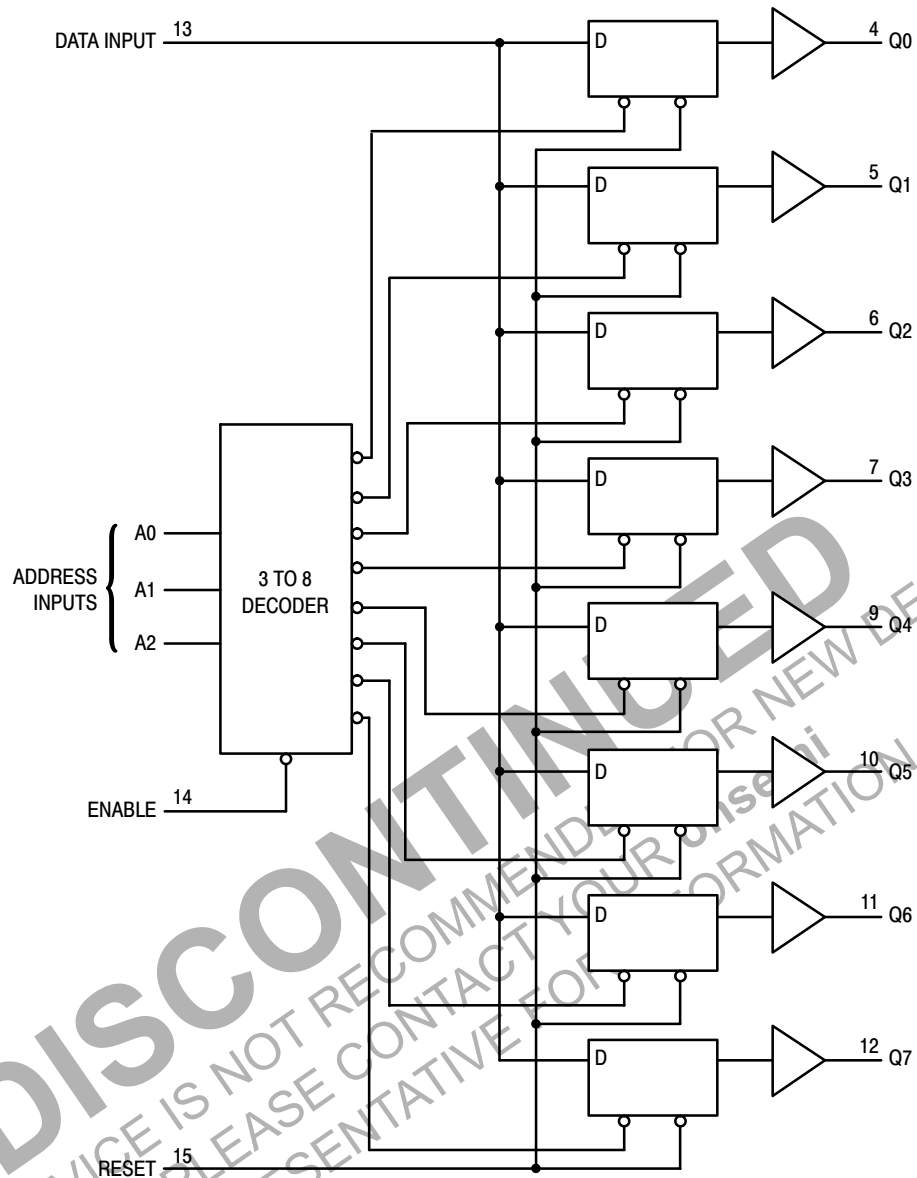 DATA INPUT 13
D
4 Q0
D
5 Q1
D
6 Q2
D
7 Q3
ADDRESS
INPUTS
A0
A1
A2
3 TO 8
DECODER
D
9 Q4
D
10 Q5
ENABLE 14
D
11 Q6
D
12 Q7
RESET 15
DISCONTINUED
DEVICE IS NOT RECOMMENDED FOR NEW DE
PLEASE CONTACT YOUR onsemi
RESENTATIVE FOR INFORMATION